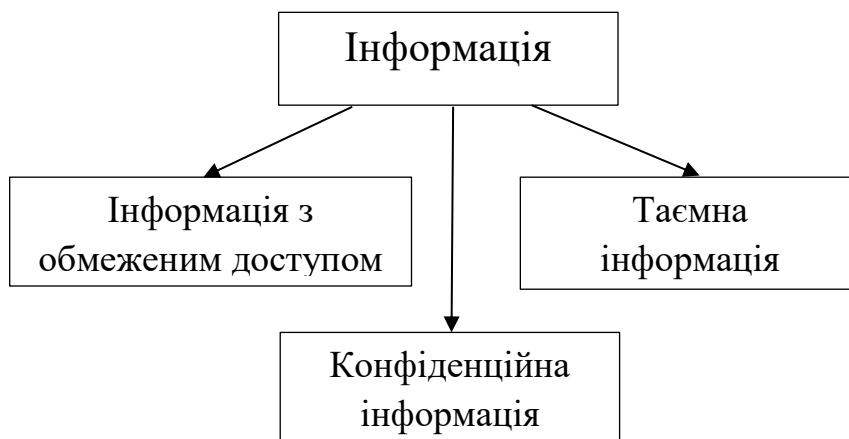 Інформація
Інформація з
обмеженим доступом
Таємна
інформація
Конфіденційна
інформація